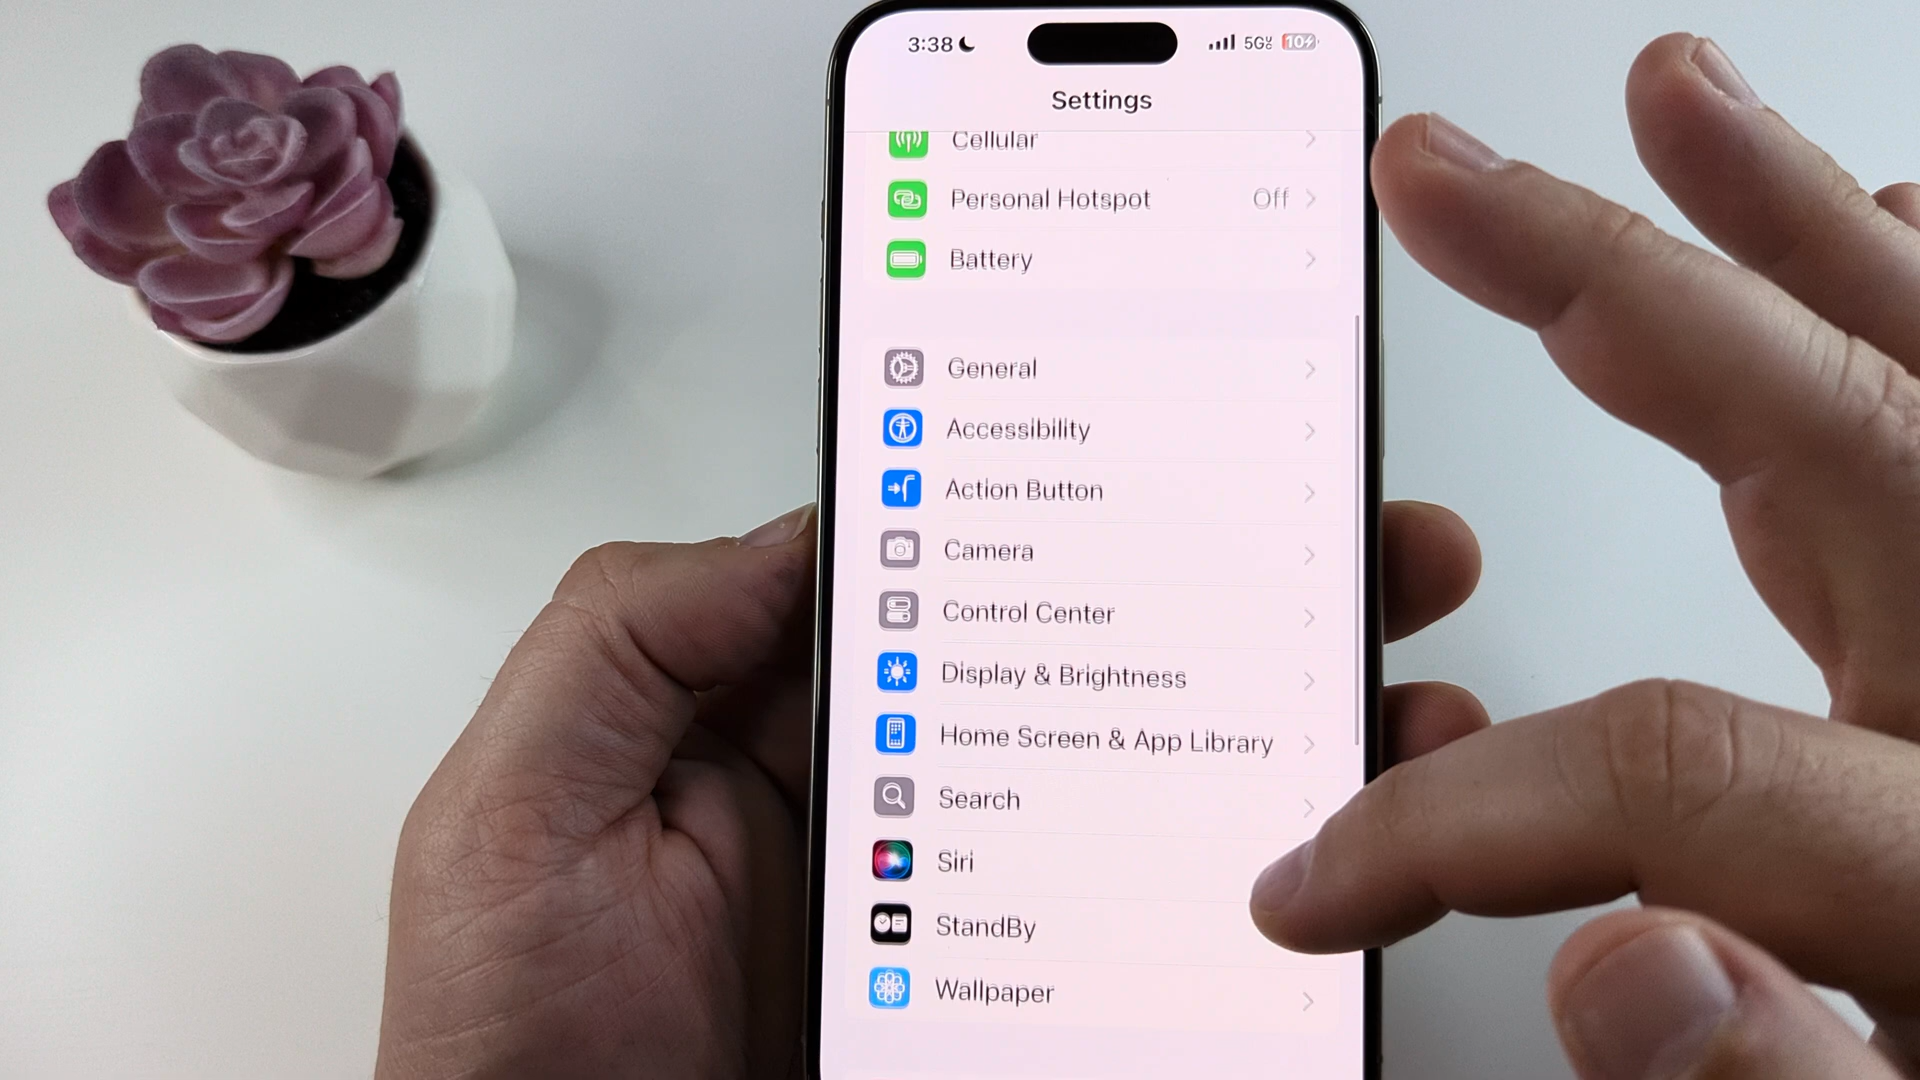 3:38 5G 10
Settings
Cellular
Personal Hotspot Off
Battery
General
Accessibility
Action Button
Camera
Control Center
Display & Brightness
Home Screen & App Library
Search
Siri
StandBy
Wallpaper